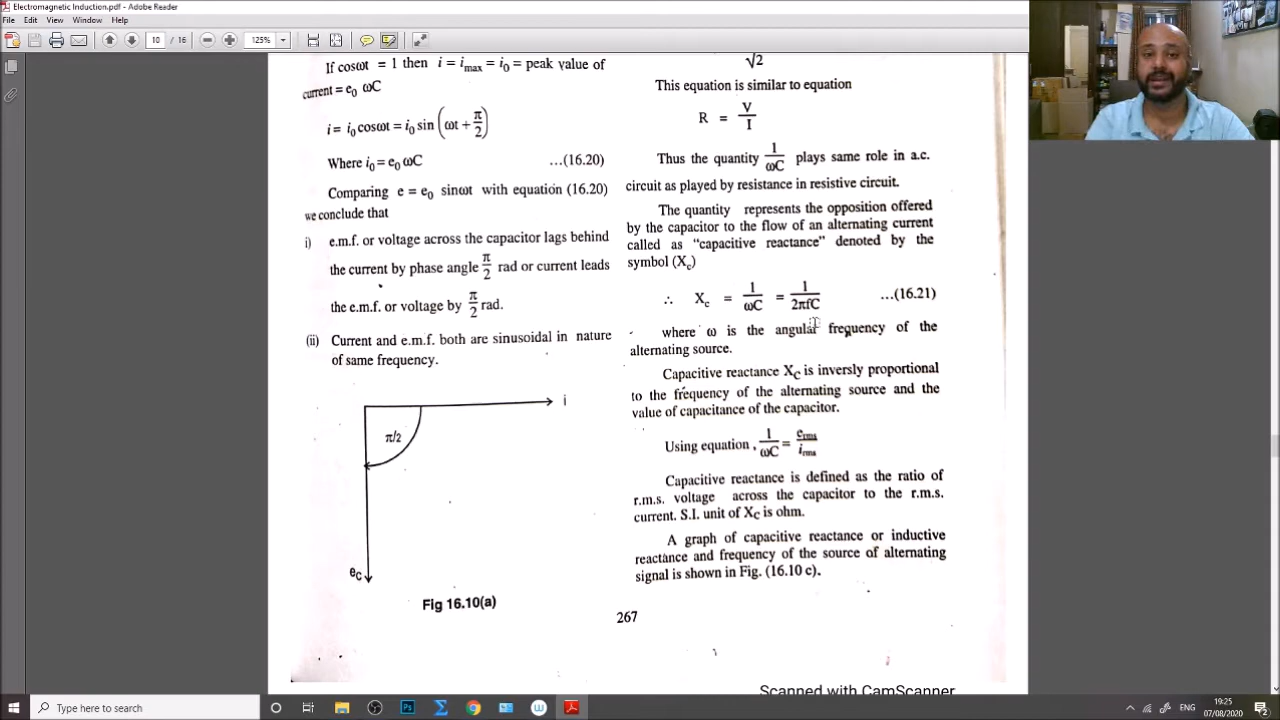 Electromagnetic Induction.pdf - Adobe Reader
File Edit View Window Help
10 / 16 125%
If cosωt = 1 then i = i_max = i₀ = peak value of
current = e₀ ωC
i = i₀cosωt = i₀ sin (ωt + π/2)
Where i₀ = e₀ ωC ...(16.20)
Comparing e = e₀ sinωt with equation (16.20)
we conclude that
i) e.m.f. or voltage across the capacitor lags behind
the current by phase angle π/2 rad or current leads
the e.m.f. or voltage by π/2 rad.
(ii) Current and e.m.f. both are sinusoidal in nature
of same frequency.
i
π/2
e_C
Fig 16.10(a)
√2
This equation is similar to equation
R = V/I
Thus the quantity 1/ωC plays same role in a.c.
circuit as played by resistance in resistive circuit.
The quantity represents the opposition offered
by the capacitor to the flow of an alternating current
called as "capacitive reactance" denoted by the
symbol (X_c)
∴ X_c = 1/ωC = 1/2πfC ...(16.21)
where ω is the angular frequency of the
alternating source.
Capacitive reactance X_C is inversly proportional
to the frequency of the alternating source and the
value of capacitance of the capacitor.
Using equation, 1/ωC = e_rms/i_rms
Capacitive reactance is defined as the ratio of
r.m.s. voltage across the capacitor to the r.m.s.
current. S.I. unit of X_C is ohm.
A graph of capacitive reactance or inductive
reactance and frequency of the source of alternating
signal is shown in Fig. (16.10 c).
267
Scanned with CamScanner
Type here to search
ENG
19:25
07/08/2020